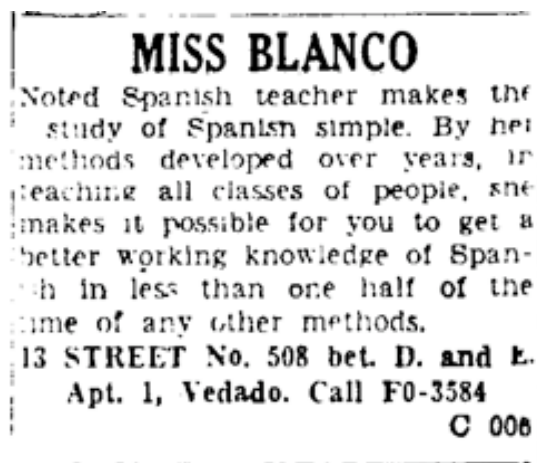 MISS BLANCO
Noted Spanish teacher makes the
study of Spanish simple. By her
methods developed over years, in
teaching all classes of people, she
makes it possible for you to get a
better working knowledge of Span-
ish in less than one half of the
time of any other methods.
13 STREET No. 508 bet. D. and E.
Apt. 1, Vedado. Call F0-3584
C 008